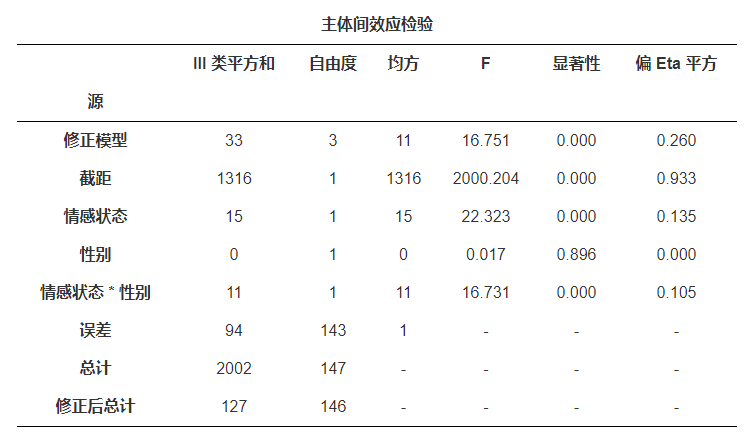 主体间效应检验
III 类平方和 自由度 均方 F 显著性 偏 Eta 平方
源
修正模型 33 3 11 16.751 0.000 0.260
截距 1316 1 1316 2000.204 0.000 0.933
情感状态 15 1 15 22.323 0.000 0.135
性别 0 1 0 0.017 0.896 0.000
情感状态 * 性别 11 1 11 16.731 0.000 0.105
误差 94 143 1 - - -
总计 2002 147 - - - -
修正后总计 127 146 - - - -